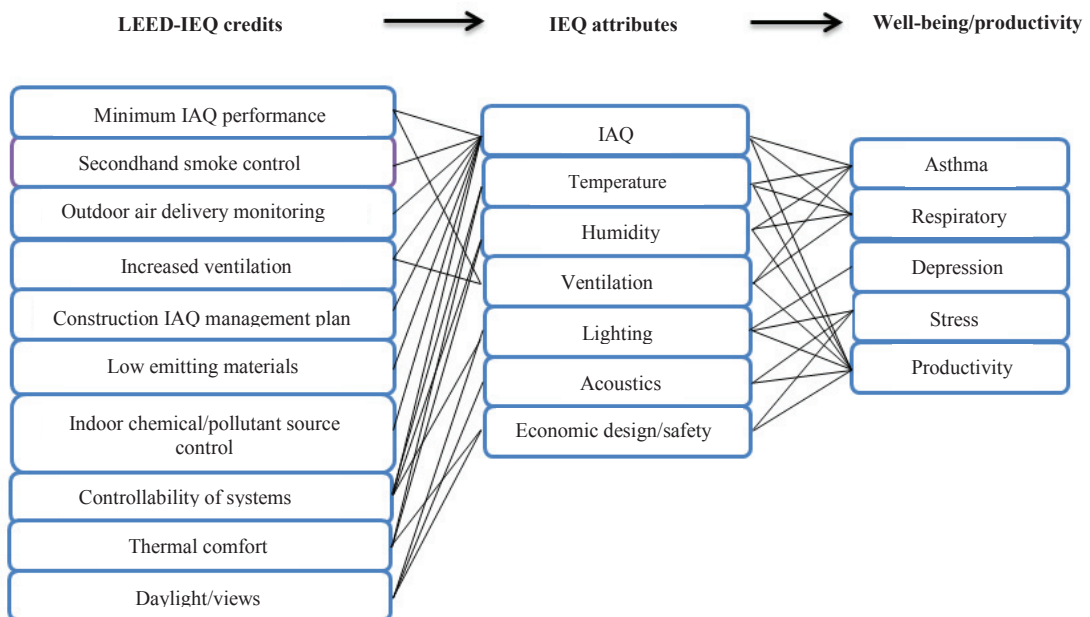 LEED-IEQ credits
IEQ attributes
Well-being/productivity
Minimum IAQ performance
Secondhand smoke control
Outdoor air delivery monitoring
Increased ventilation
Construction IAQ management plan
Low emitting materials
Indoor chemical/pollutant source
control
Controllability of systems
Thermal comfort
Daylight/views
IAQ
Temperature
Humidity
Ventilation
Lighting
Acoustics
Economic design/safety
Asthma
Respiratory
Depression
Stress
Productivity